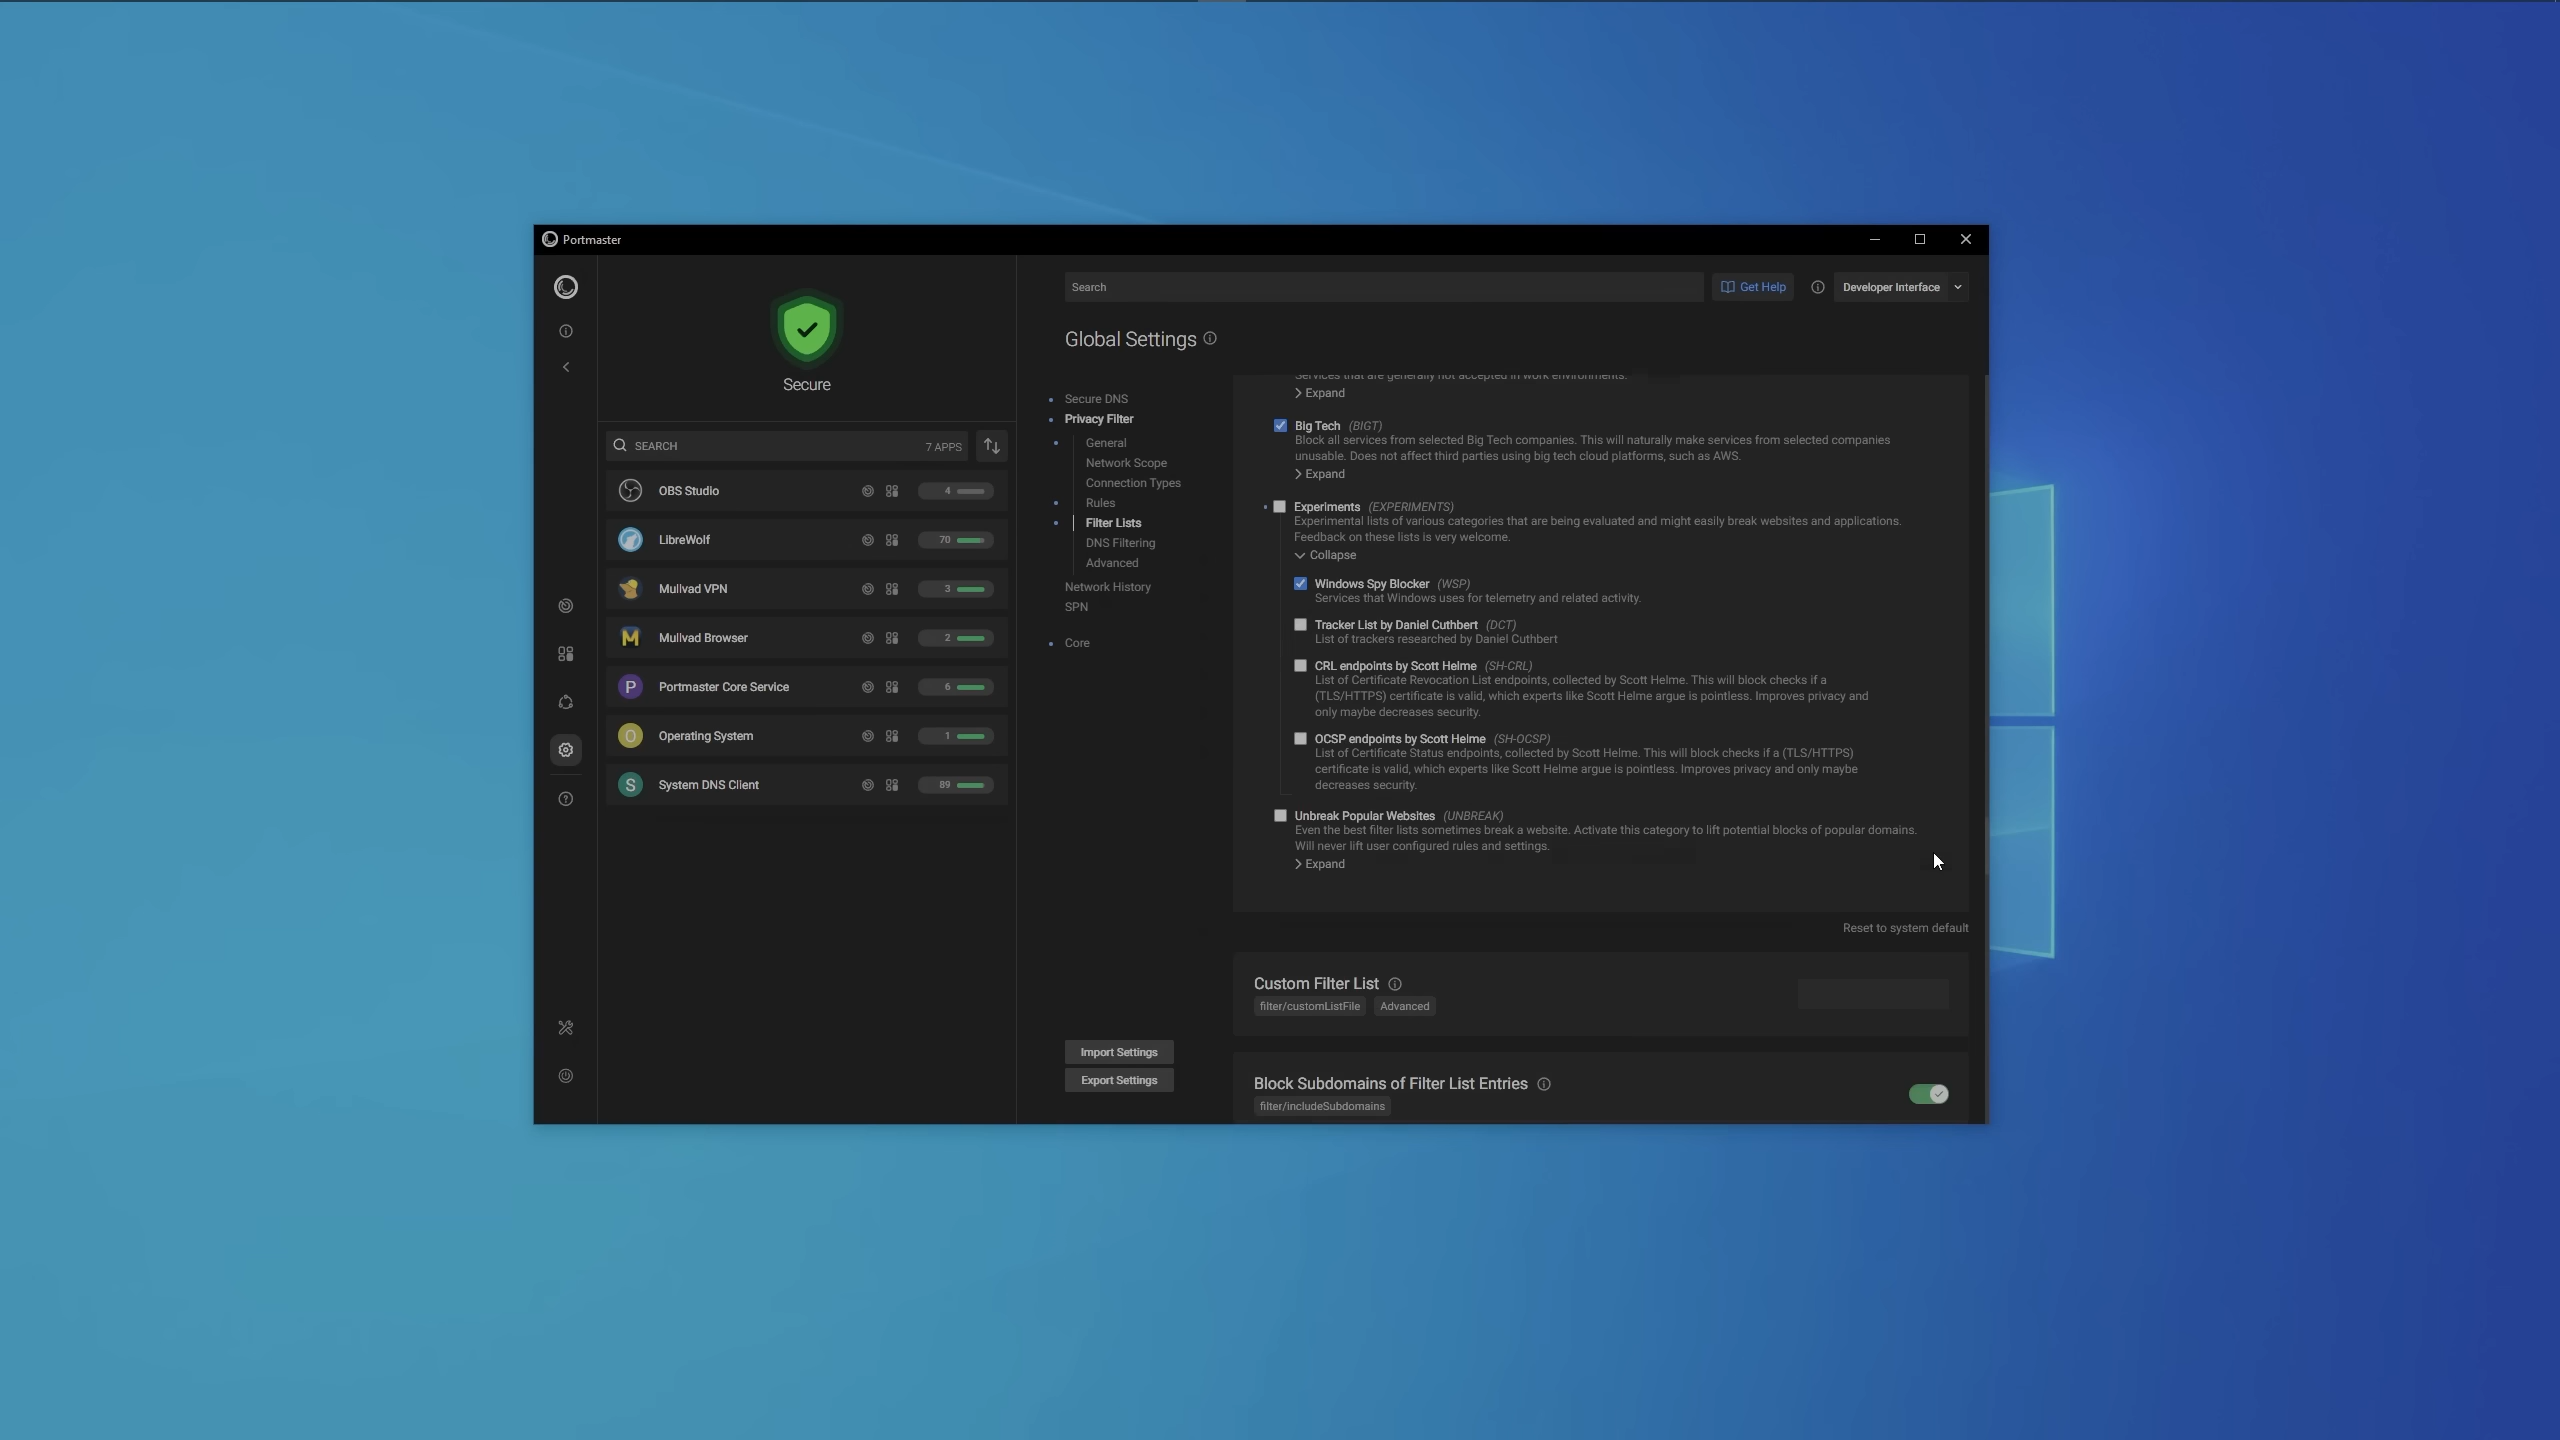 Portmaster
Search
Get Help
Developer Interface
Secure
Global Settings
SEARCH
7 APPS
OBS Studio
4
LibreWolf
70
Mullvad VPN
3
Mullvad Browser
2
P
Portmaster Core Service
6
O
Operating System
1
S
System DNS Client
89
Secure DNS
Privacy Filter
General
Network Scope
Connection Types
Rules
Filter Lists
DNS Filtering
Advanced
Network History
SPN
Core
Import Settings
Export Settings
Services that are generally not accepted in work environments.
Expand
Big Tech (BIGT)
Block all services from selected Big Tech companies. This will naturally make services from selected companies
unusable. Does not affect third parties using big tech cloud platforms, such as AWS.
Expand
Experiments (EXPERIMENTS)
Experimental lists of various categories that are being evaluated and might easily break websites and applications.
Feedback on these lists is very welcome.
Collapse
Windows Spy Blocker (WSP)
Services that Windows uses for telemetry and related activity.
Tracker List by Daniel Cuthbert (DCT)
List of trackers researched by Daniel Cuthbert
CRL endpoints by Scott Helme (SH-CRL)
List of Certificate Revocation List endpoints, collected by Scott Helme. This will block checks if a
(TLS/HTTPS) certificate is valid, which experts like Scott Helme argue is pointless. Improves privacy and
only maybe decreases security.
OCSP endpoints by Scott Helme (SH-OCSP)
List of Certificate Status endpoints, collected by Scott Helme. This will block checks if a (TLS/HTTPS)
certificate is valid, which experts like Scott Helme argue is pointless. Improves privacy and only maybe
decreases security.
Unbreak Popular Websites (UNBREAK)
Even the best filter lists sometimes break a website. Activate this category to lift potential blocks of popular domains.
Will never lift user configured rules and settings.
Expand
Reset to system default
Custom Filter List
filter/customListFile
Advanced
Block Subdomains of Filter List Entries
filter/includeSubdomains